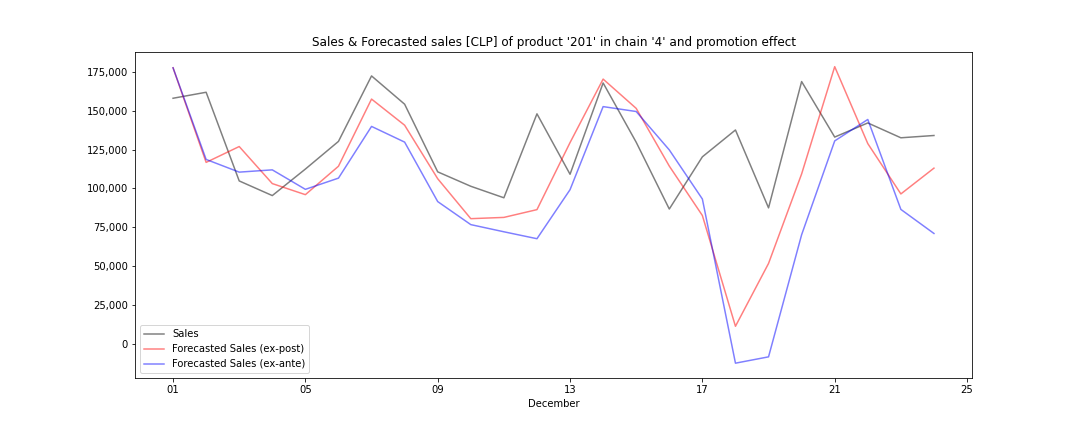 Sales & Forecasted sales [CLP] of product '201' in chain '4' and promotion effect
175,000
150,000
125,000
100,000
75,000
50,000
25,000
0
Sales
Forecasted Sales (ex-post)
Forecasted Sales (ex-ante)
01 05 09 13 17 21 25
December